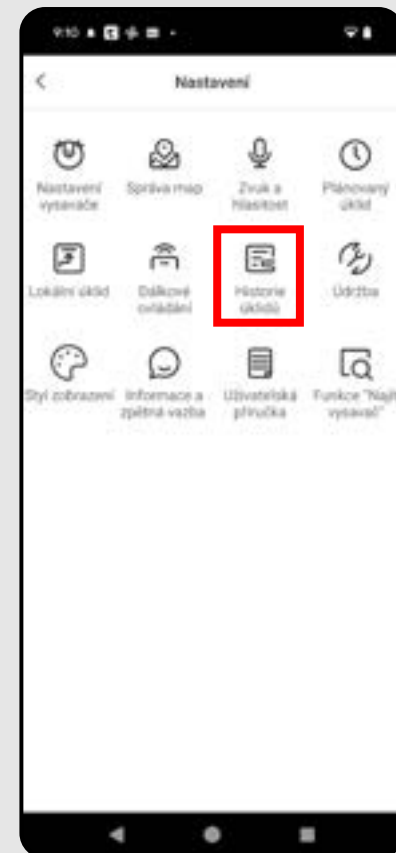 9:10
Nastavení
Nastavení
vysavače
Správa map
Zvuk a
hlasitost
Plánovaný
úklid
Lokální úklid
Dálkové
ovládání
Historie
úklidů
Údržba
Styl zobrazení
Informace a
zpětná vazba
Uživatelská
příručka
Funkce "Najít
vysavač"